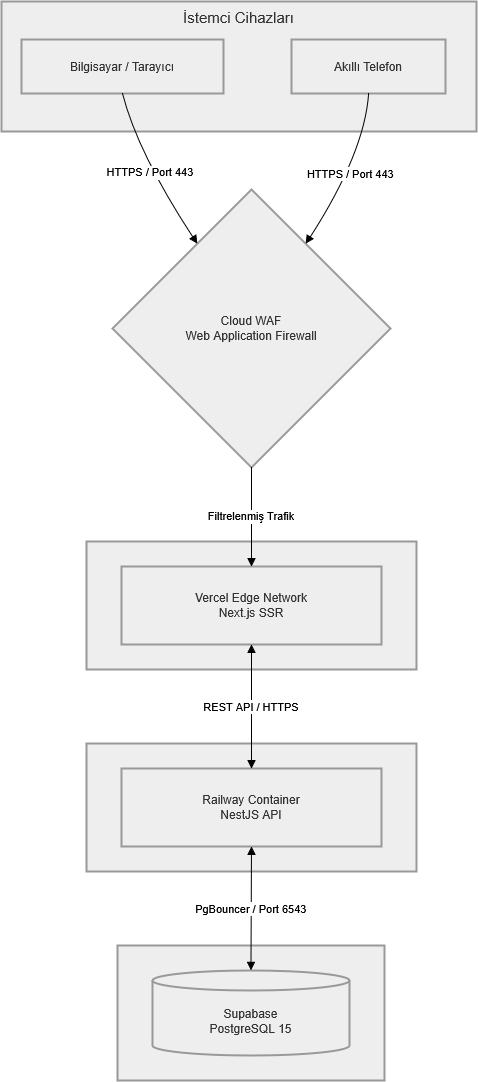 İstemci Cihazları
Bilgisayar / Tarayıcı
Akıllı Telefon
HTTPS / Port 443
HTTPS / Port 443
Cloud WAF
Web Application Firewall
Filtrelenmiş Trafik
Vercel Edge Network
Next.js SSR
REST API / HTTPS
Railway Container
NestJS API
PgBouncer / Port 6543
Supabase
PostgreSQL 15